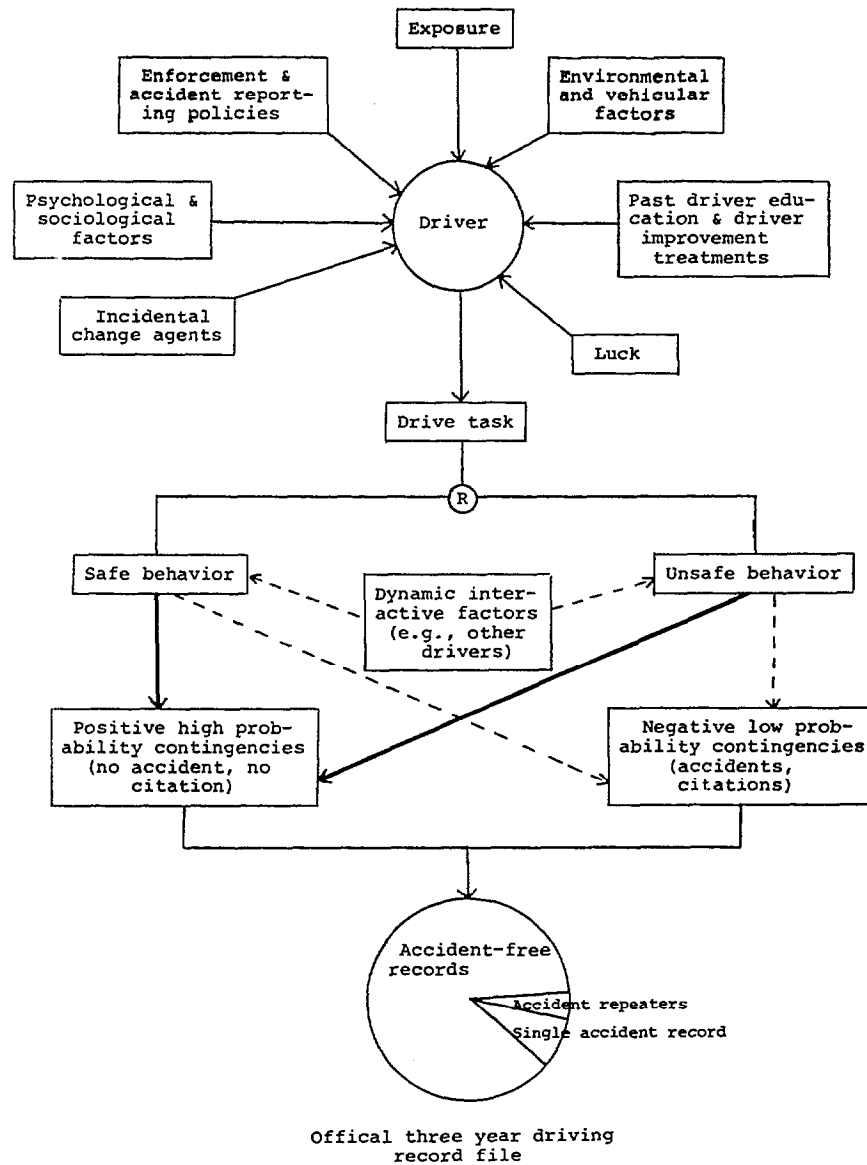 Exposure
Enforcement &
accident report-
ing policies
Environmental
and vehicular
factors
Psychological &
sociological
factors
Driver
Past driver edu-
cation & driver
improvement
treatments
Incidental
change agents
Luck
Drive task
R
Safe behavior
Dynamic inter-
active factors
(e.g., other
drivers)
Unsafe behavior
Positive high prob-
ability contingencies
(no accident, no
citation)
Negative low prob-
ability contingencies
(accidents,
citations)
Accident-free
records
Accident repeaters
Single accident record
Offical three year driving
record file